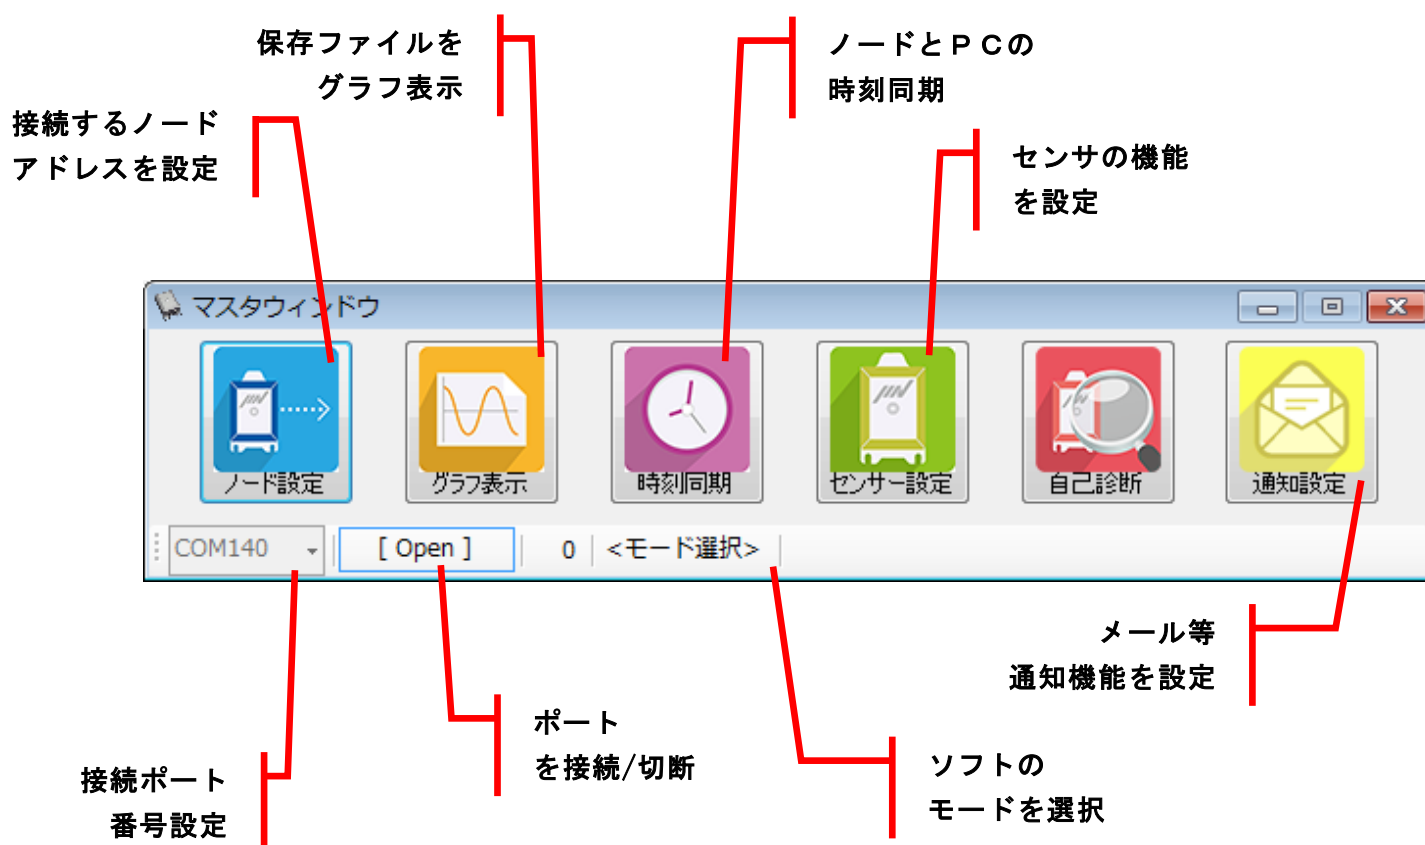 保存ファイルを
グラフ表示
ノードとＰＣの
時刻同期
接続するノード
アドレスを設定
センサの機能
を設定
マスタウィンドウ
ノード設定
グラフ表示
時刻同期
センサー設定
自己診断
通知設定
COM140
[ Open ]
0
<モード選択>
メール等
通知機能を設定
ポート
を接続/切断
ソフトの
モードを選択
接続ポート
番号設定